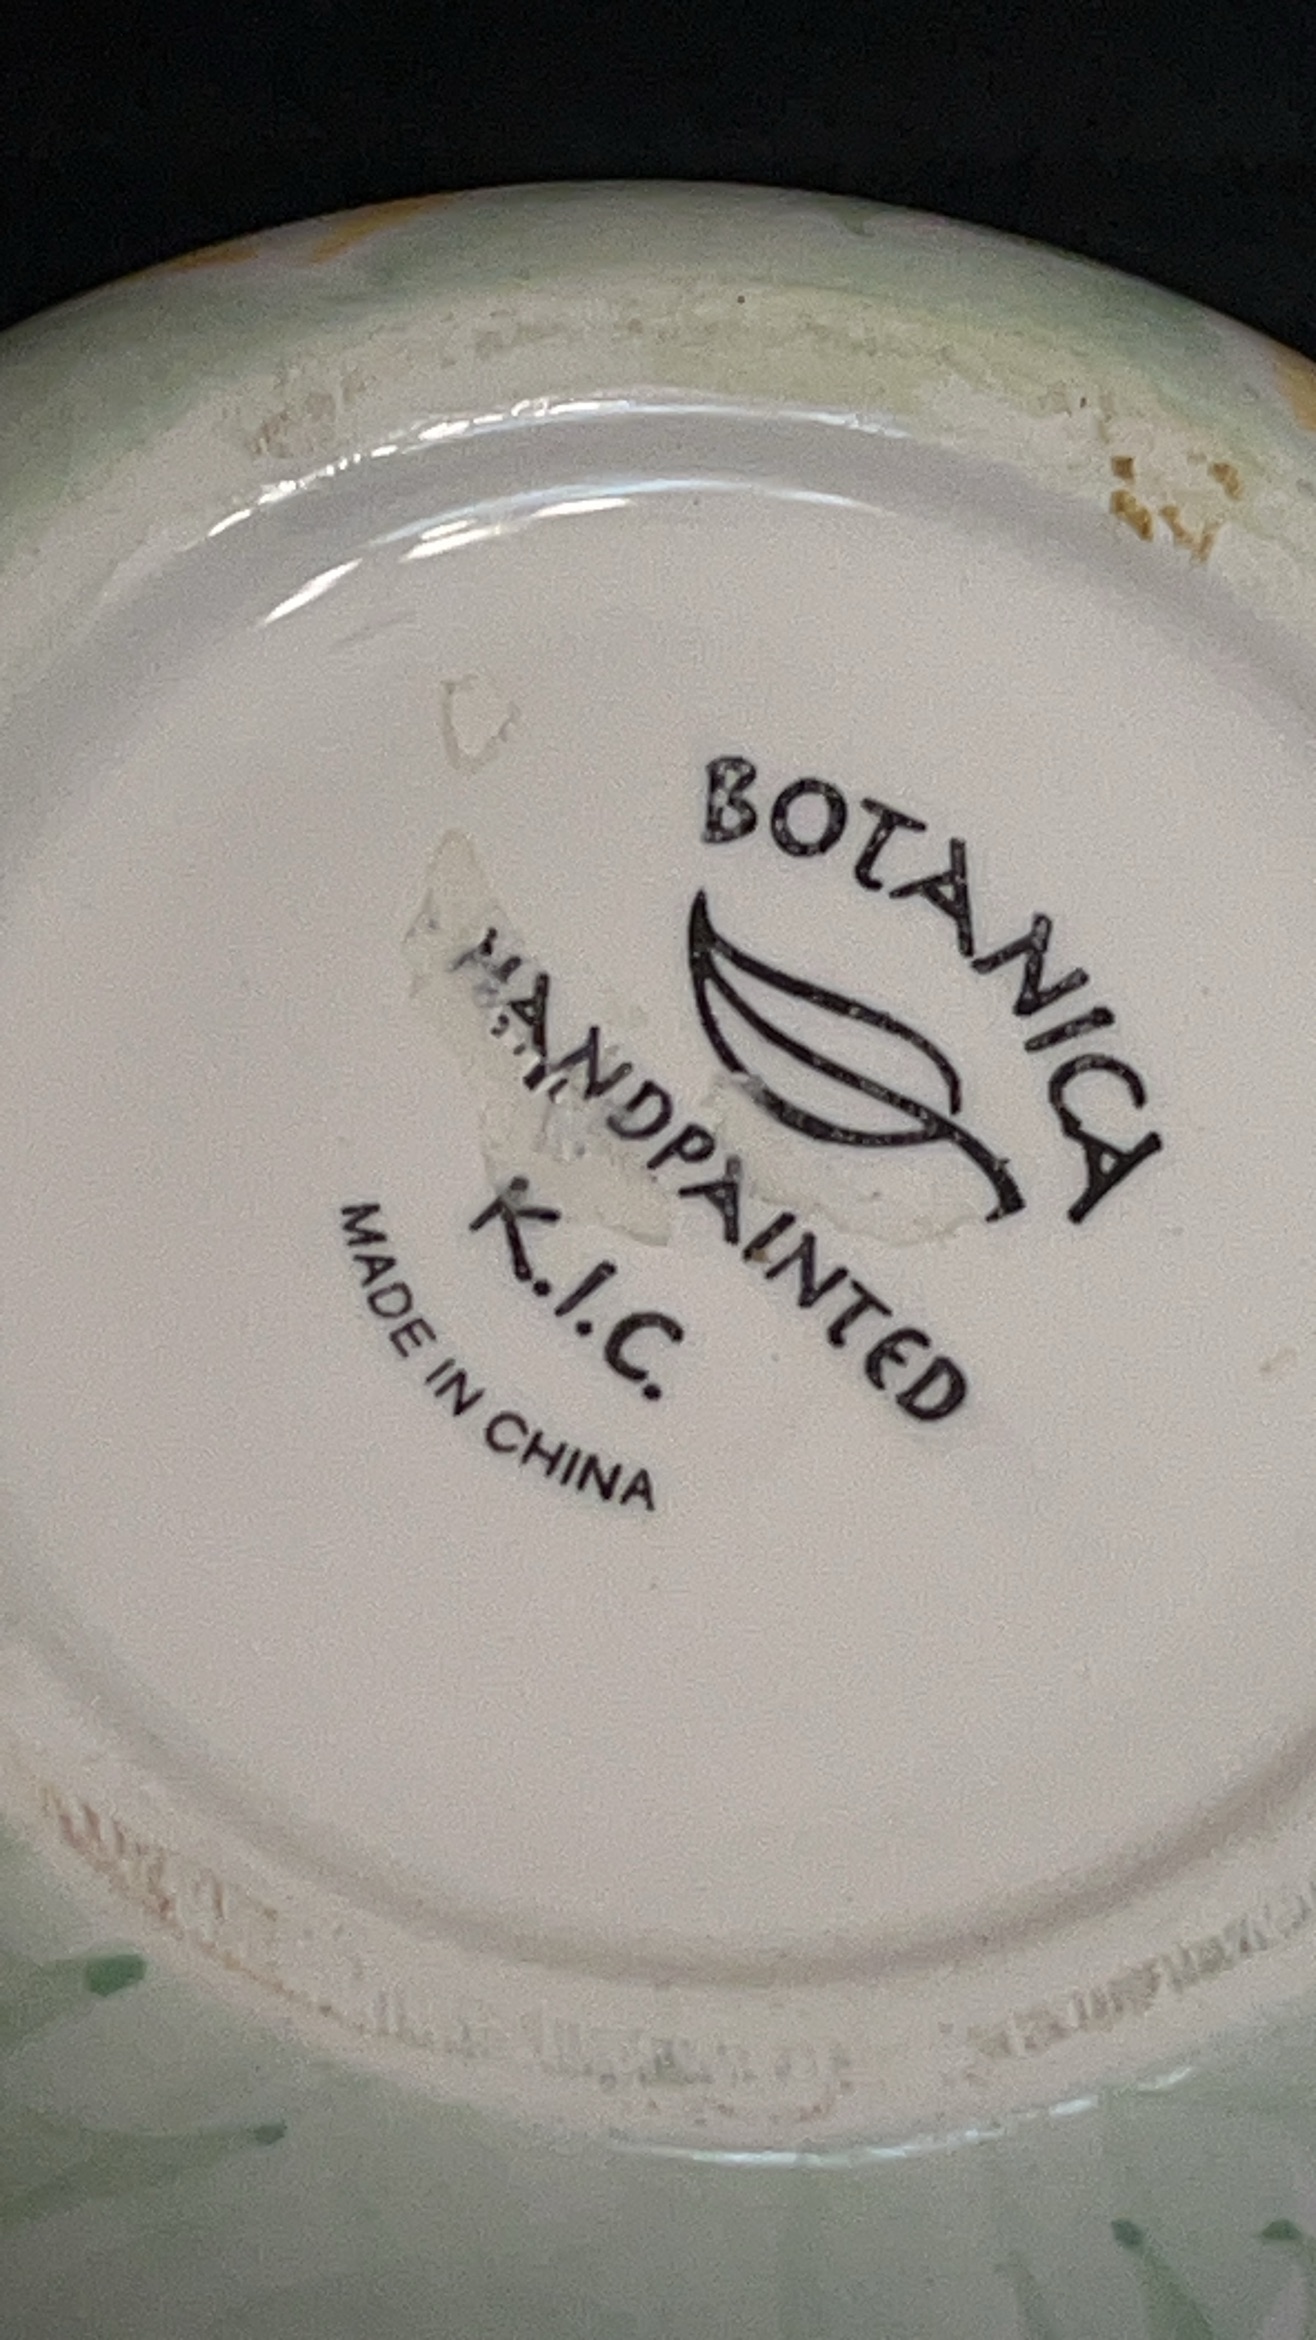 BOTANICA
HANDPAINTED
K.I.C.
MADE IN CHINA